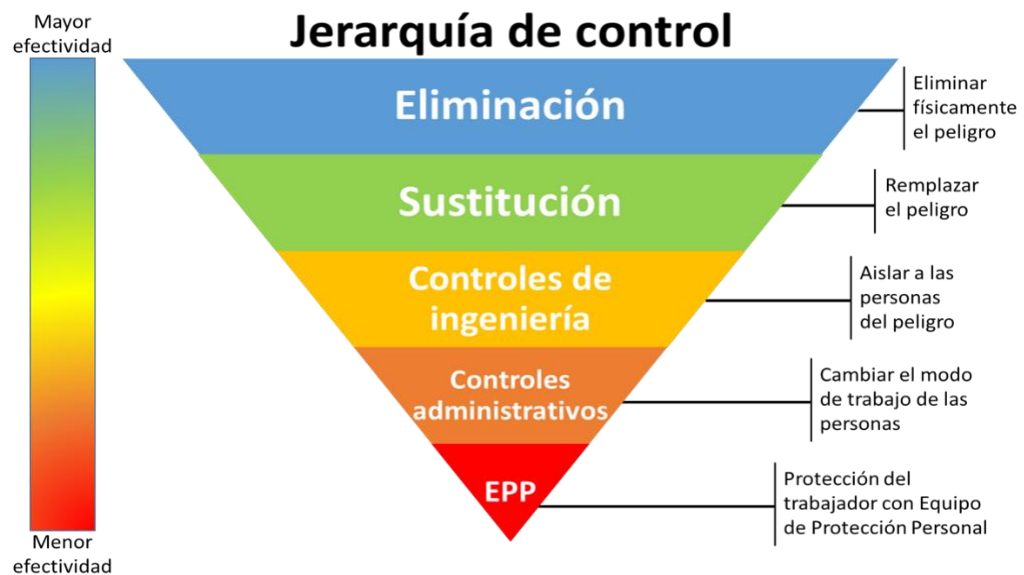 Jerarquía de control
Mayor
efectividad
Eliminación
Eliminar
físicamente
el peligro
Sustitución
Remplazar
el peligro
Controles de
ingeniería
Aislar a las
personas
del peligro
Controles
administrativos
Cambiar el modo
de trabajo de las
personas
EPP
Protección del
trabajador con Equipo
de Protección Personal
Menor
efectividad